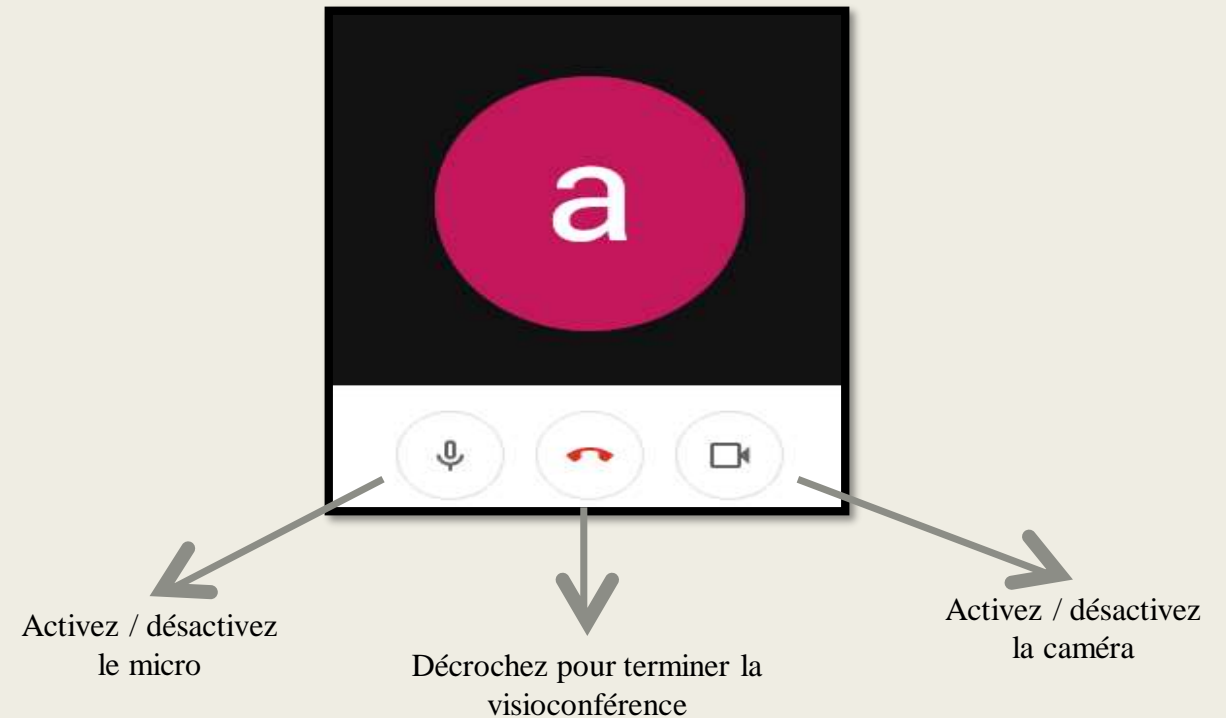 a
Activez / désactivez
le micro
Décrochez pour terminer la
visioconférence
Activez / désactivez
la caméra